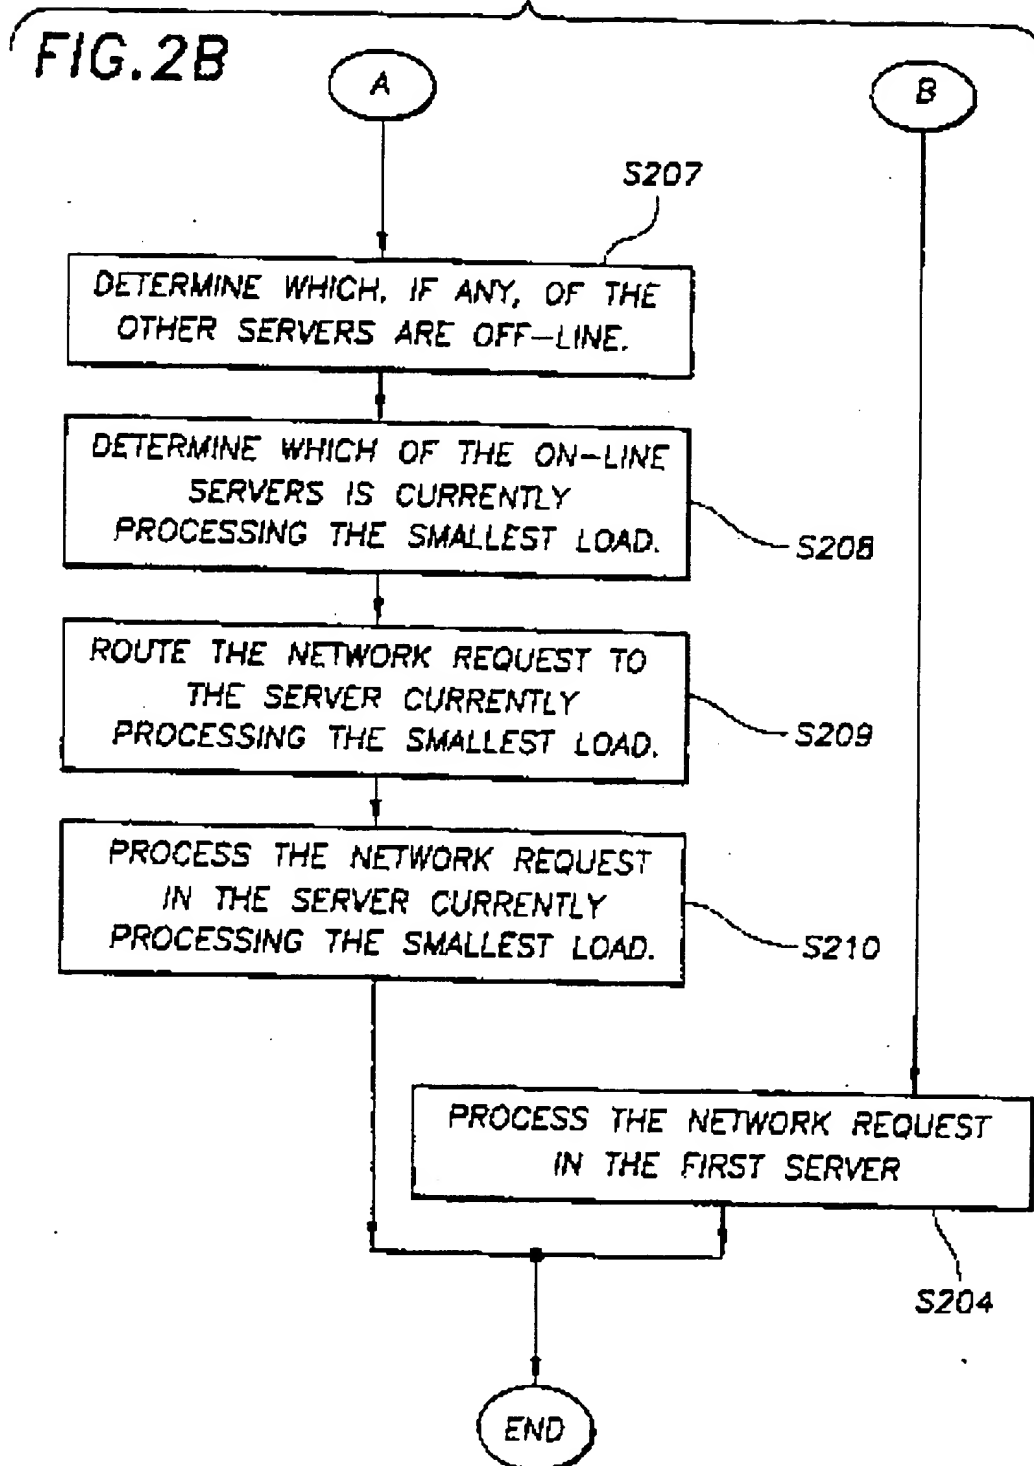 FIG.2B
A
B
S207
DETERMINE WHICH, IF ANY, OF THE
OTHER SERVERS ARE OFF-LINE.
DETERMINE WHICH OF THE ON-LINE
SERVERS IS CURRENTLY
PROCESSING THE SMALLEST LOAD.
S208
ROUTE THE NETWORK REQUEST TO
THE SERVER CURRENTLY
PROCESSING THE SMALLEST LOAD.
S209
PROCESS THE NETWORK REQUEST
IN THE SERVER CURRENTLY
PROCESSING THE SMALLEST LOAD.
S210
PROCESS THE NETWORK REQUEST
IN THE FIRST SERVER
S204
END